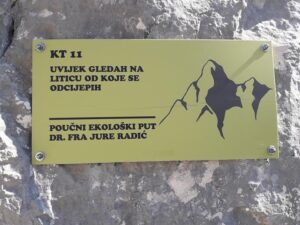 KT 11
UVIJEK GLEDAH NA
LITICU OD KOJE SE
ODCIJEPIH
POUČNI EKOLOŠKI PUT
DR. FRA JURE RADIĆ